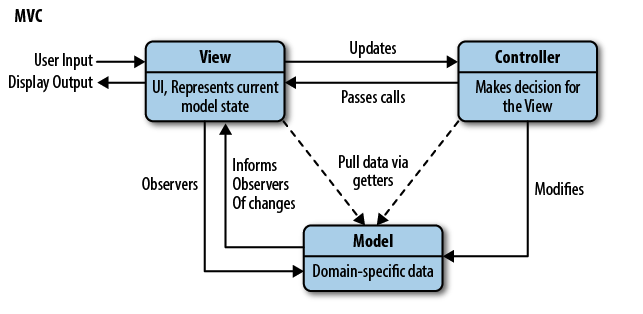 MVC
User Input
Display Output
View
UI, Represents current
model state
Updates
Passes calls
Controller
Makes decision for
the View
Observers
Informs
Observers
Of changes
Pull data via
getters
Modifies
Model
Domain-specific data